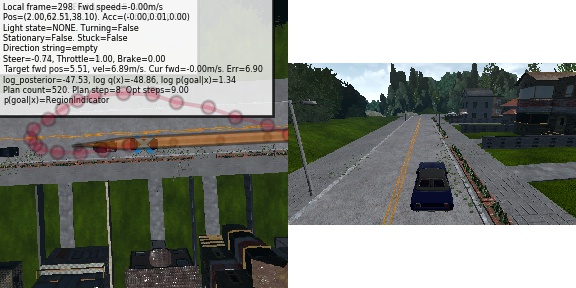 Local frame=298. Fwd speed=-0.00m/s
Pos=(2.00,62.51,38.10). Acc=(-0.00,0.01,0.00)
Light state=NONE. Turning=False
Stationary=False. Stuck=False
Direction string=empty
Steer=-0.74, Throttle=1.00, Brake=0.00
Target fwd pos=5.51, vel=6.89m/s. Cur fwd=-0.00m/s. Err=6.90
log_posterior=-47.53, log q(x)=-48.86, log p(goal|x)=1.34
Plan count=520. Plan step=8. Opt steps=9.00
p(goal|x)=RegionIndicator